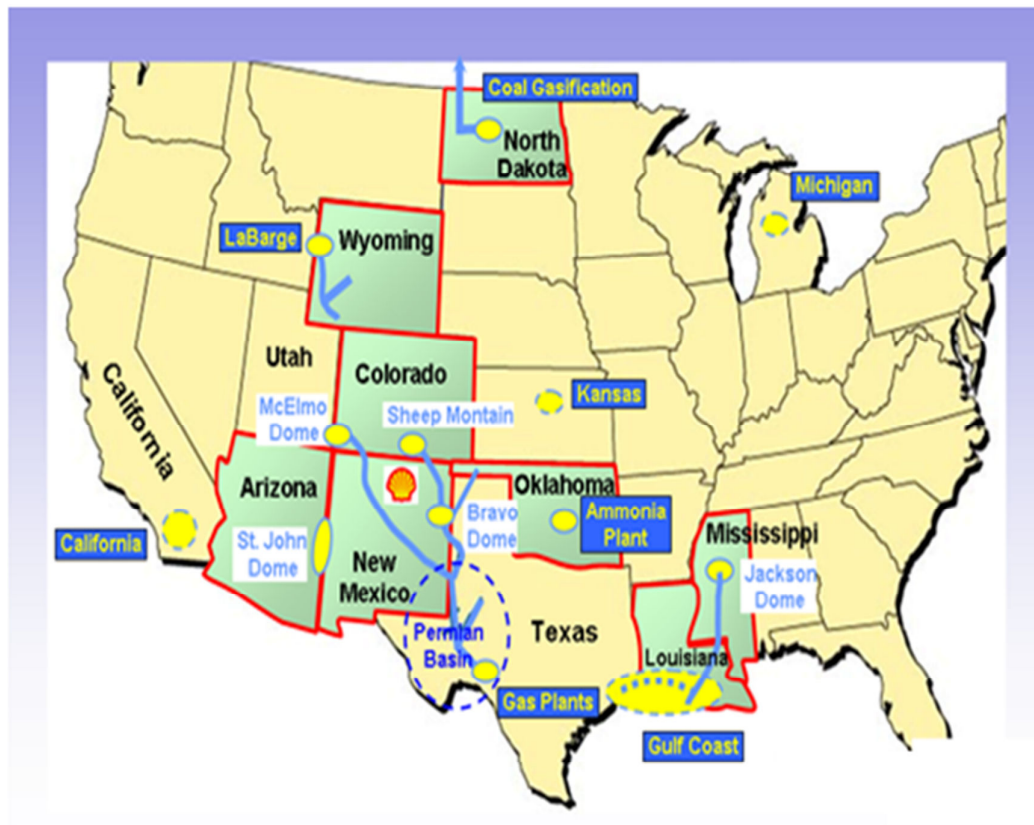 Coal Gasification
North
Dakota
Michigan
LaBarge
Wyoming
Utah
Colorado
Kansas
California
McElmo
Dome
Sheep Montain
Arizona
Oklahoma
Bravo
Dome
Ammonia
Plant
Mississippi
California
St. John
Dome
New
Mexico
Jackson
Dome
Permian
Basin
Texas
Louisiana
Gas Plants
Gulf Coast